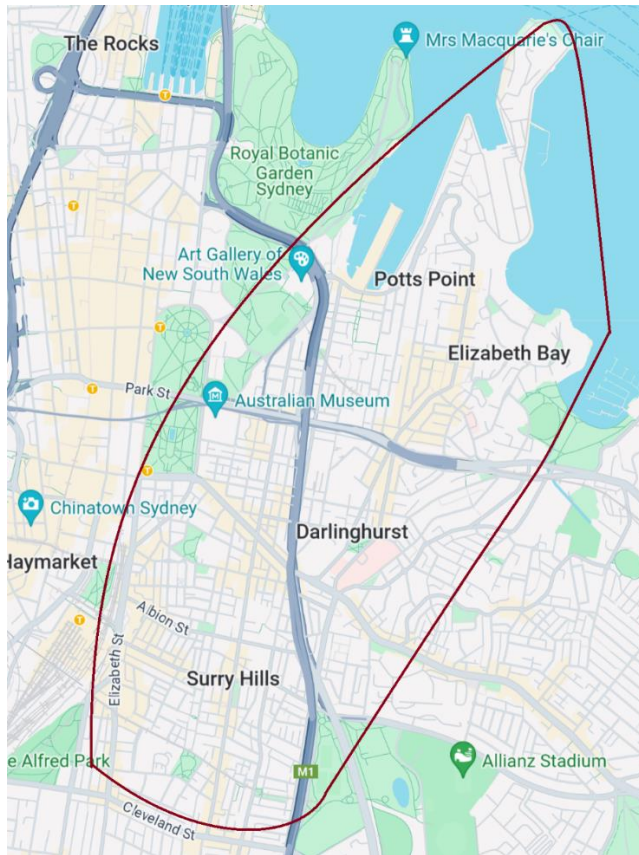 The Rocks
Mrs Macquarie's Chair
T
Royal Botanic
Garden
Sydney
T
Art Gallery of
New South Wales
Potts Point
T
Elizabeth Bay
Park St
T
Australian Museum
T
Chinatown Sydney
Darlinghurst
Haymarket
Albion St
T
Elizabeth St
Surry Hills
e Alfred Park
M1
Allianz Stadium
Cleveland St